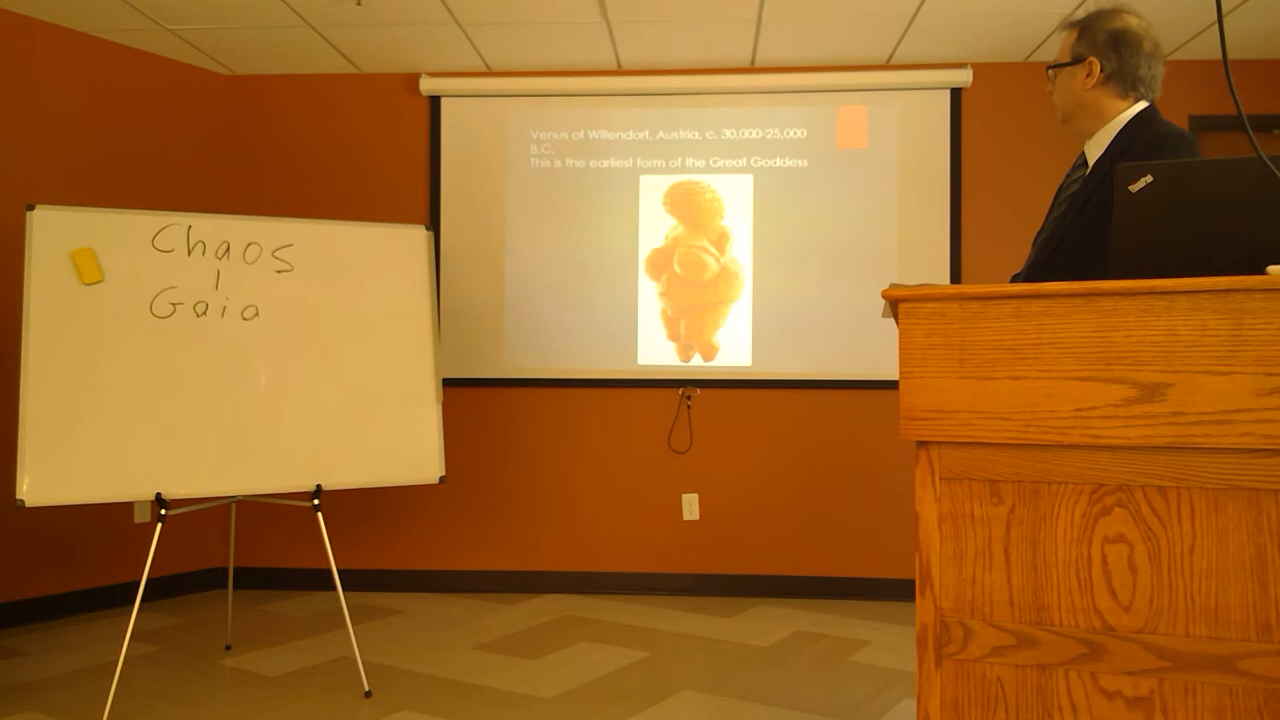 Chaos
Gaia
Venus of Willendorf, Austria, c. 30,000-25,000
B.C.
This is the earliest form of the Great Goddess
ThinkPad